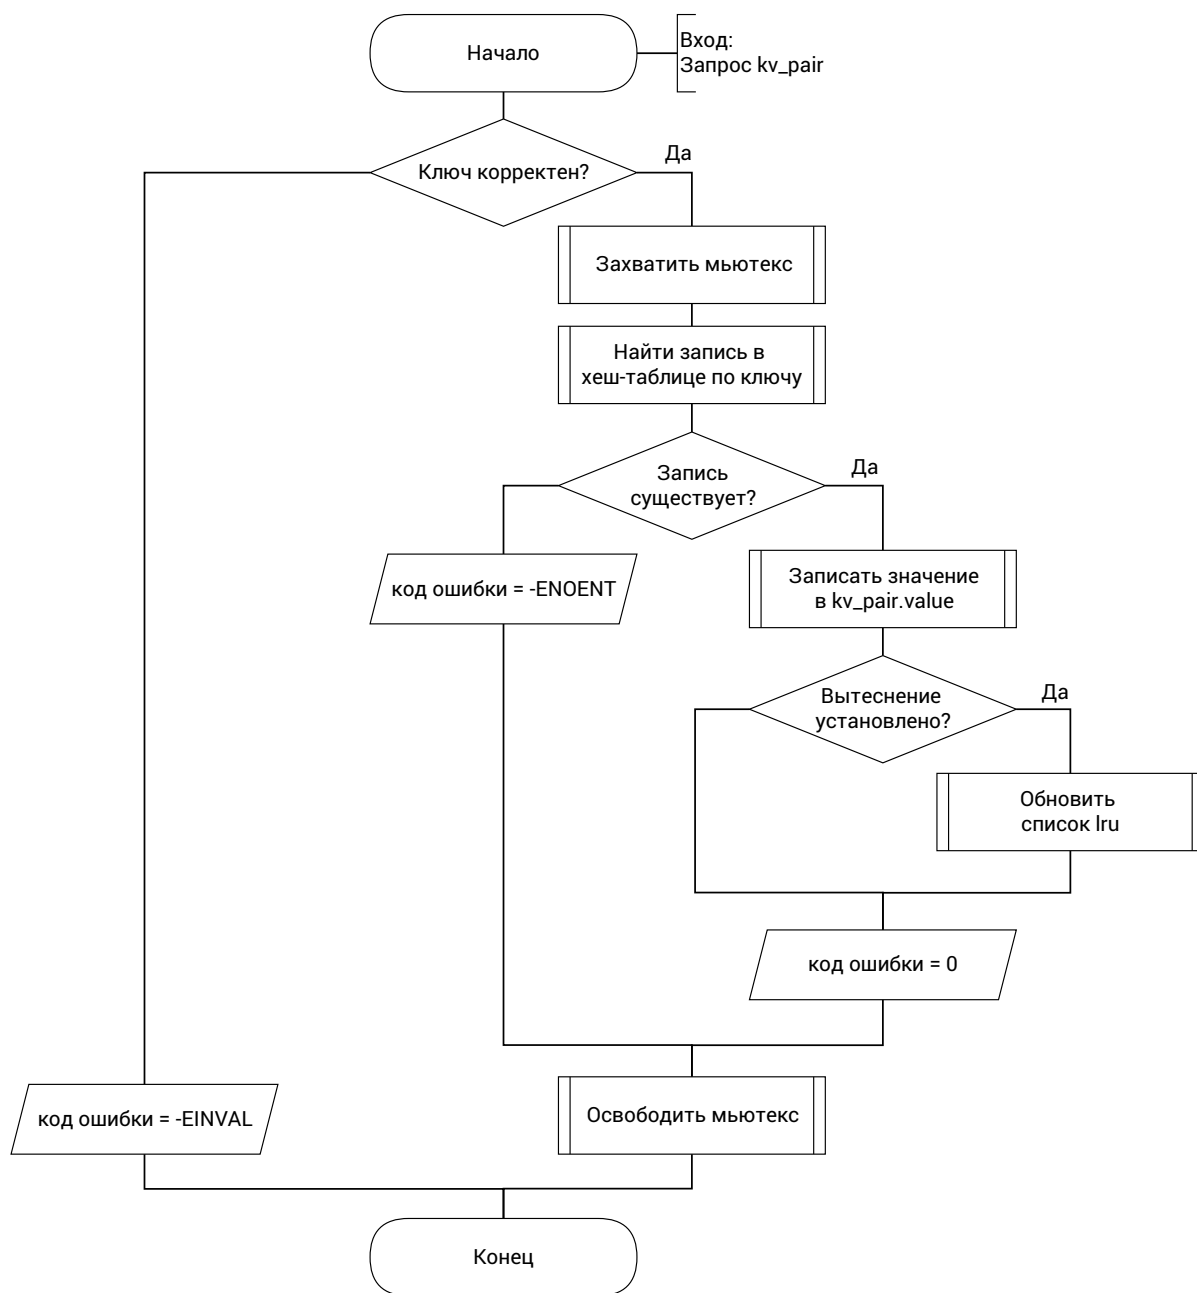 Начало
Вход:
Запрос kv_pair
Ключ корректен?
Да
Захватить мьютекс
Найти запись в
хеш-таблице по ключу
Запись
существует?
Да
код ошибки = -ENOENT
Записать значение
в kv_pair.value
Вытеснение
установлено?
Да
Обновить
список lru
код ошибки = 0
код ошибки = -EINVAL
Освободить мьютекс
Конец